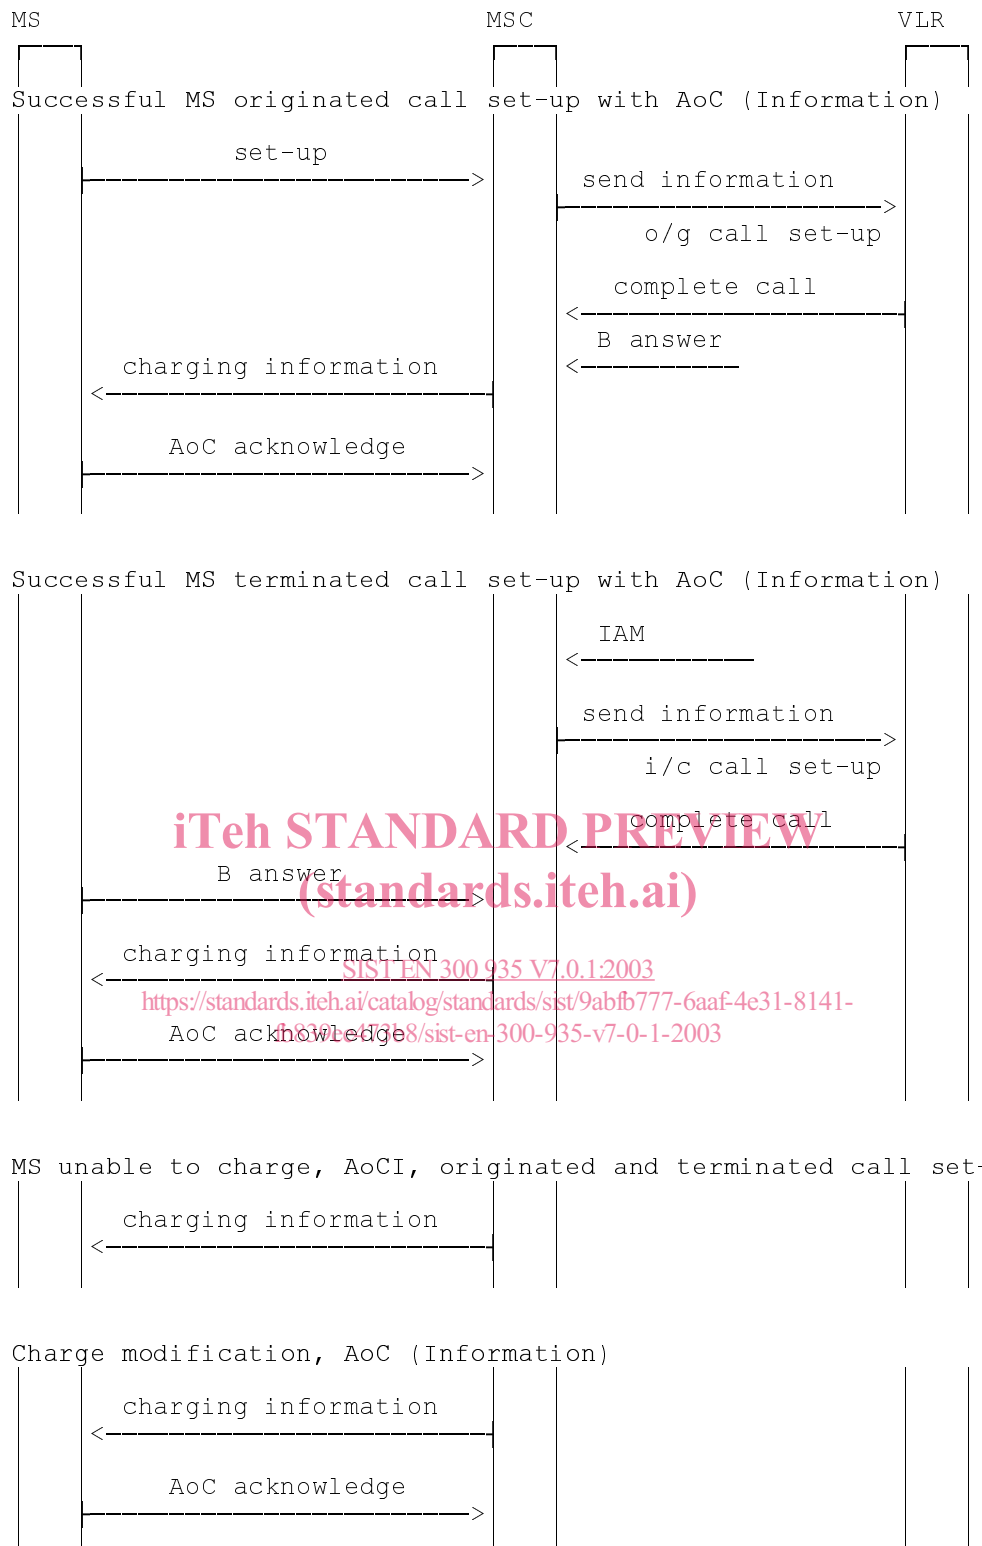 MS MSC VLR
Successful MS originated call set-up with AoC (Information)
set-up
send information
o/g call set-up
complete call
B answer
charging information
AoC acknowledge
Successful MS terminated call set-up with AoC (Information)
IAM
send information
i/c call set-up
complete call
iTeh STANDARD PREVIEW
B answer
(standards.iteh.ai)
charging information
SIST EN 300 935 V7.0.1:2003
https://standards.iteh.ai/catalog/standards/sist/9abfb777-6aaf-4e31-8141-
AoC acknowledge
fb839ee473b8/sist-en-300-935-v7-0-1-2003
MS unable to charge, AoCI, originated and terminated call set-
charging information
Charge modification, AoC (Information)
charging information
AoC acknowledge